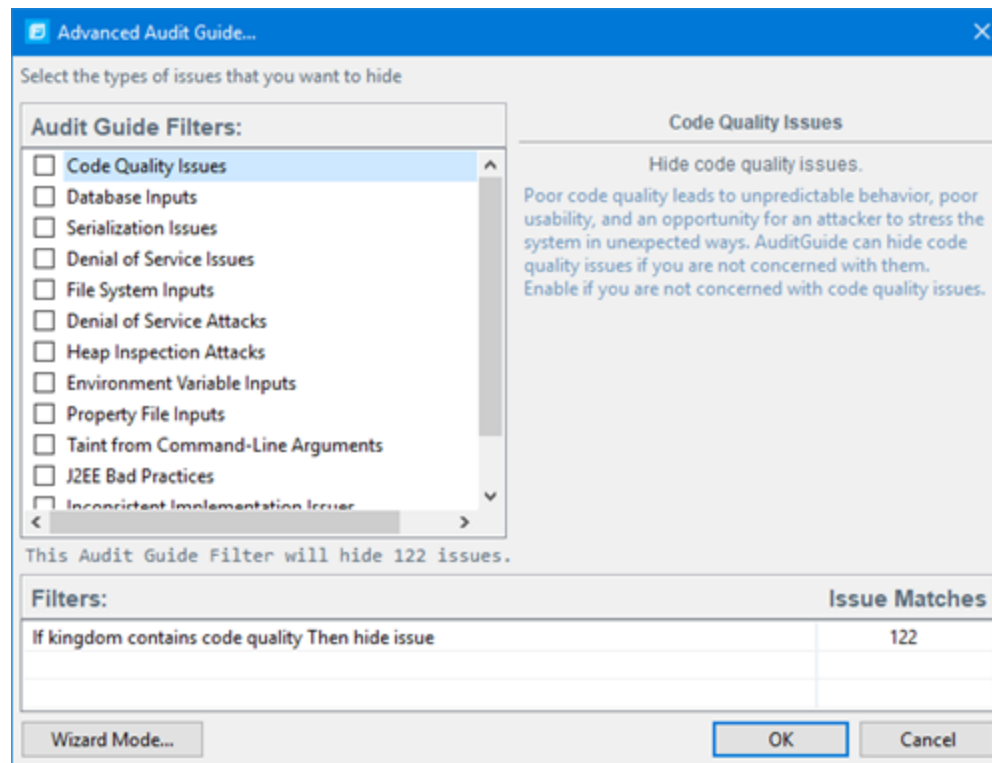 Advanced Audit Guide...
Select the types of issues that you want to hide
Audit Guide Filters:
Code Quality Issues
Database Inputs
Serialization Issues
Denial of Service Issues
File System Inputs
Denial of Service Attacks
Heap Inspection Attacks
Environment Variable Inputs
Property File Inputs
Taint from Command-Line Arguments
J2EE Bad Practices
Inconsistent Implementation Issues
Code Quality Issues
Hide code quality issues.
Poor code quality leads to unpredictable behavior, poor
usability, and an opportunity for an attacker to stress the
system in unexpected ways. AuditGuide can hide code
quality issues if you are not concerned with them.
Enable if you are not concerned with code quality issues.
This Audit Guide Filter will hide 122 issues.
Filters: Issue Matches
If kingdom contains code quality Then hide issue 122
Wizard Mode... OK Cancel